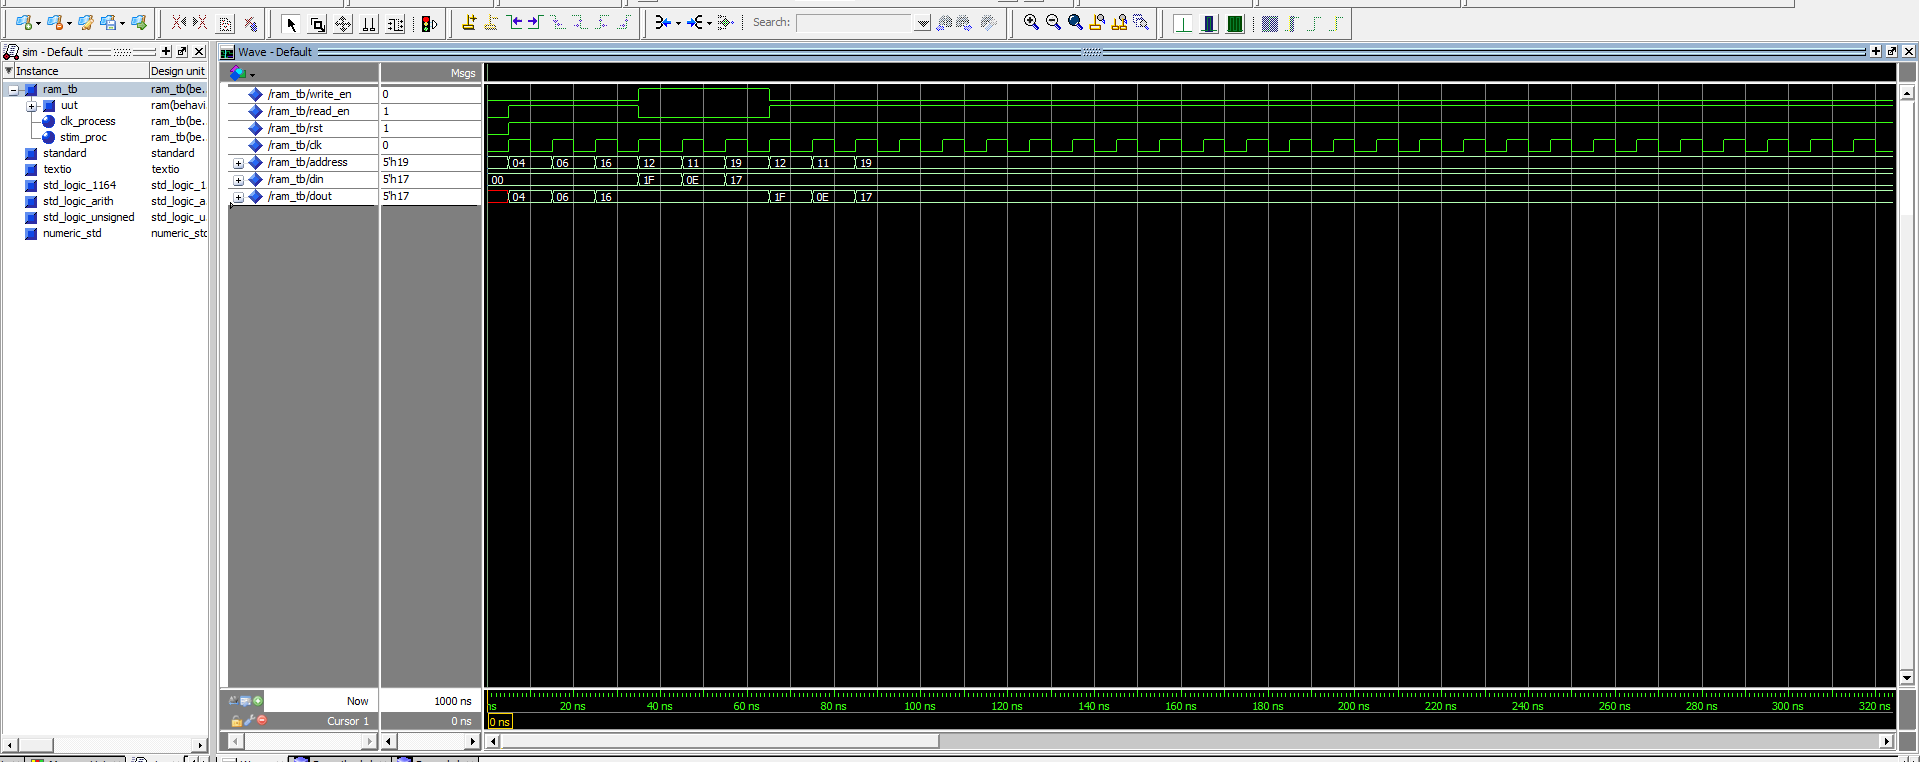 Search:
sim - Default
Wave - Default
Instance Design unit
Msgs
ram_tb ram_tb(be..
uut ram(behavi
clk_process ram_tb(be..
stim_proc ram_tb(be..
standard standard
textio textio
std_logic_1164 std_logic_1
std_logic_arith std_logic_a
std_logic_unsigned std_logic_u
numeric_std numeric_std
/ram_tb/write_en 0
/ram_tb/read_en 1
/ram_tb/rst 1
/ram_tb/clk 0
/ram_tb/address 5'h19 04 06 16 12 11 19 12 11 19
/ram_tb/din 5'h17 00 1F 0E 17
/ram_tb/dout 5'h17 04 06 16 1F 0E 17
Now 1000 ns
ns 20 ns 40 ns 60 ns 80 ns 100 ns 120 ns 140 ns 160 ns 180 ns 200 ns 220 ns 240 ns 260 ns 280 ns 300 ns 320 ns
Cursor 1 0 ns 0 ns